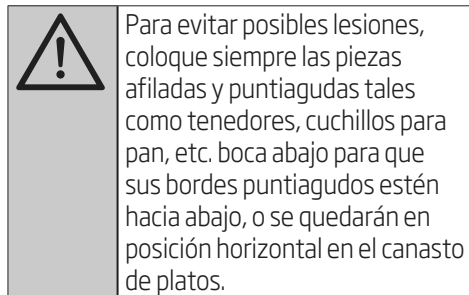 Para evitar posibles lesiones,
coloque siempre las piezas
afiladas y puntiagudas tales
como tenedores, cuchillos para
pan, etc. boca abajo para que
sus bordes puntiagudos estén
hacia abajo, o se quedarán en
posición horizontal en el canasto
de platos.